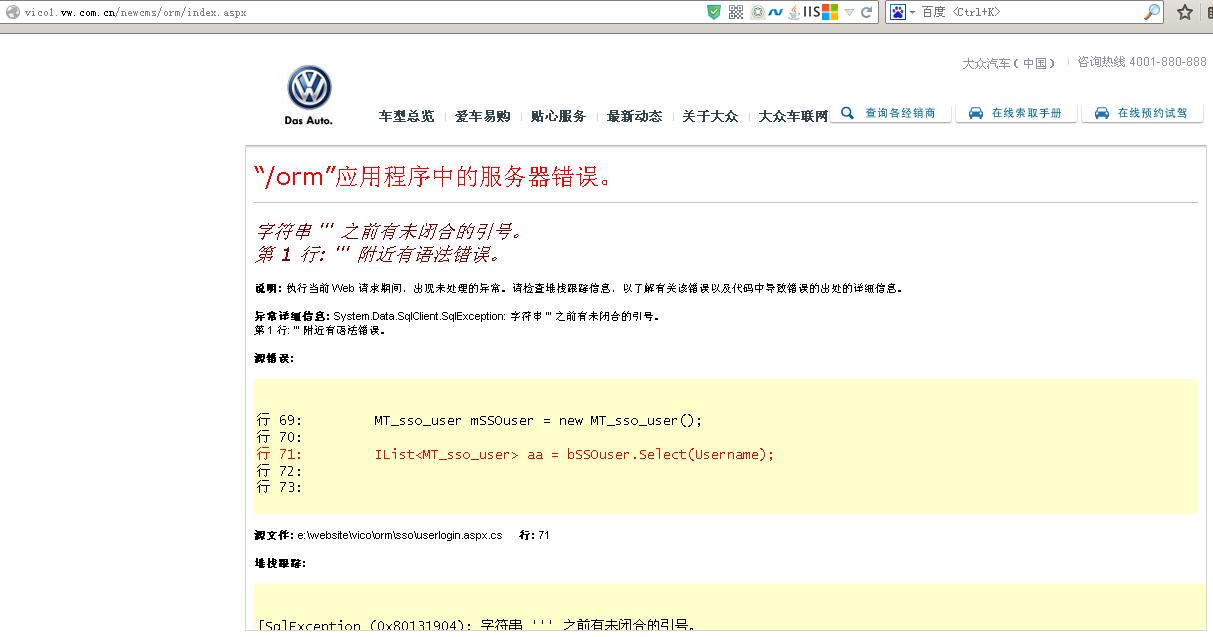 vicol.vw.com.cn/newcms/orm/index.aspx
IIS
百度 <Ctrl+K>
大众汽车(中国)
咨询热线 4001-880-888
Das Auto.
车型总览 爱车易购 贴心服务 最新动态 关于大众 大众车联网
查询各经销商 在线索取手册 在线预约试驾
“/orm”应用程序中的服务器错误。
字符串 ''' 之前有未闭合的引号。
第 1 行: ''' 附近有语法错误。
说明: 执行当前 Web 请求期间，出现未处理的异常。请检查堆栈跟踪信息，以了解有关该错误以及代码中导致错误的出处的详细信息。
异常详细信息: System.Data.SqlClient.SqlException: 字符串 ''' 之前有未闭合的引号。
第 1 行: ''' 附近有语法错误。
源错误:
行 69: MT_sso_user mSSOuser = new MT_sso_user();
行 70:
行 71: IList<MT_sso_user> aa = bSSOuser.Select(Username);
行 72:
行 73:
源文件: e:\website\vico\orm\sso\userlogin.aspx.cs 行: 71
堆栈跟踪:
[SqlException (0x80131904): 字符串 ''' 之前有未闭合的引号。